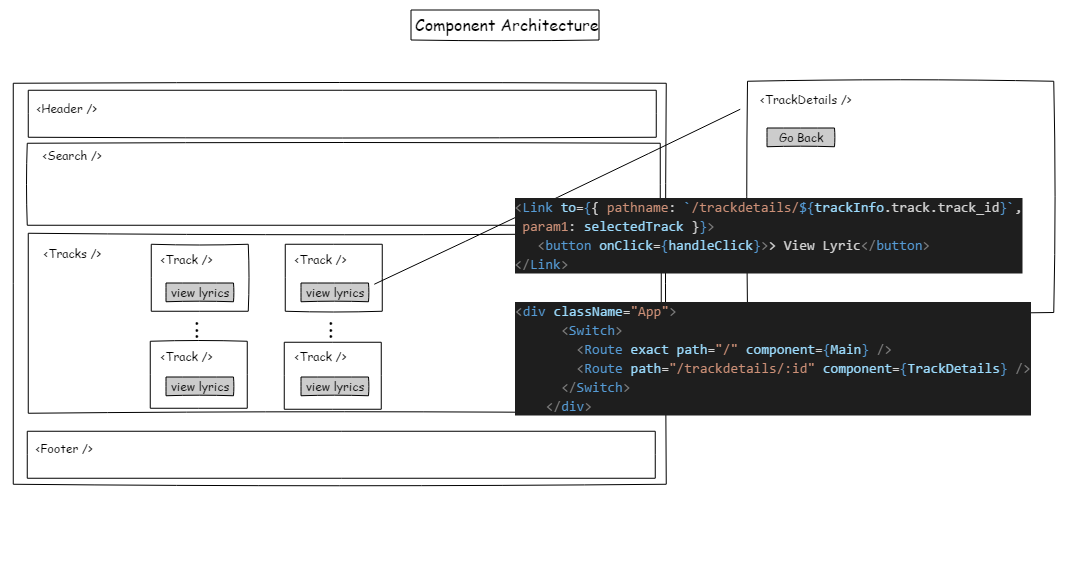 Component Architecture
<Header />
<Search />
<Tracks />
<Track />
view lyrics
<Track />
view lyrics
<Track />
view lyrics
<Track />
view lyrics
<Footer />
<TrackDetails />
Go Back
<Link to={{ pathname: `/trackdetails/${trackInfo.track.track_id}`,
param1: selectedTrack }}>
<button onClick={handleClick}>> View Lyric</button>
</Link>
<div className="App">
<Switch>
<Route exact path="/" component={Main} />
<Route path="/trackdetails/:id" component={TrackDetails} />
</Switch>
</div>